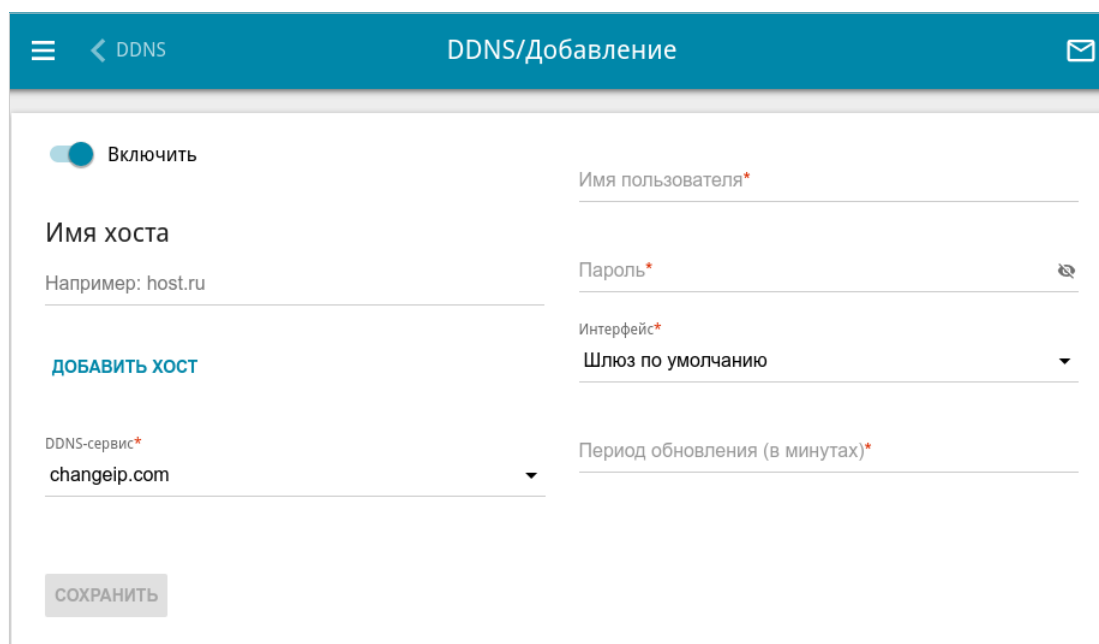 DDNS
DDNS/Добавление
Включить
Имя хоста
Например: host.ru
ДОБАВИТЬ ХОСТ
DDNS-сервис*
changeip.com
СОХРАНИТЬ
Имя пользователя*
Пароль*
Интерфейс*
Шлюз по умолчанию
Период обновления (в минутах)*